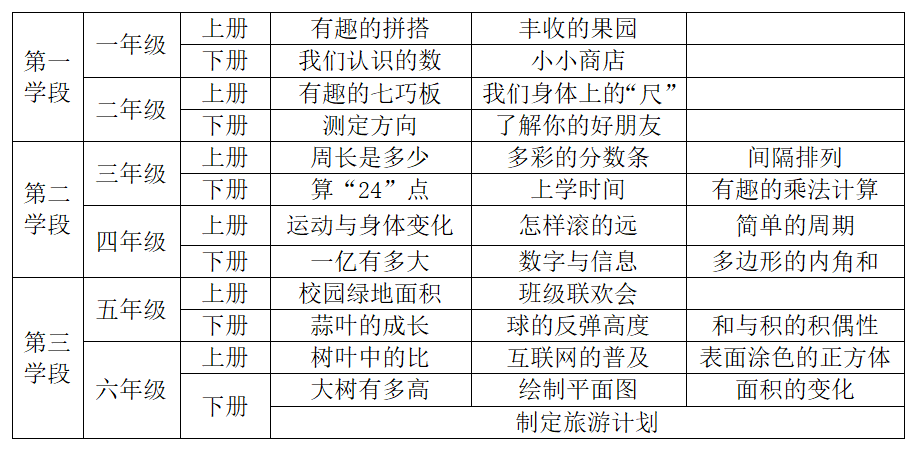 第一学段 一年级 上册 有趣的拼搭 丰收的果园
下册 我们认识的数 小小商店
二年级 上册 有趣的七巧板 我们身体上的“尺”
下册 测定方向 了解你的好朋友
第二学段 三年级 上册 周长是多少 多彩的分数条 间隔排列
下册 算“24”点 上学时间 有趣的乘法计算
四年级 上册 运动与身体变化 怎样滚的远 简单的周期
下册 一亿有多大 数字与信息 多边形的内角和
第三学段 五年级 上册 校园绿地面积 班级联欢会
下册 蒜叶的成长 球的反弹高度 和与积的积偶性
六年级 上册 树叶中的比 互联网的普及 表面涂色的正方体
下册 大树有多高 绘制平面图 面积的变化
制定旅游计划